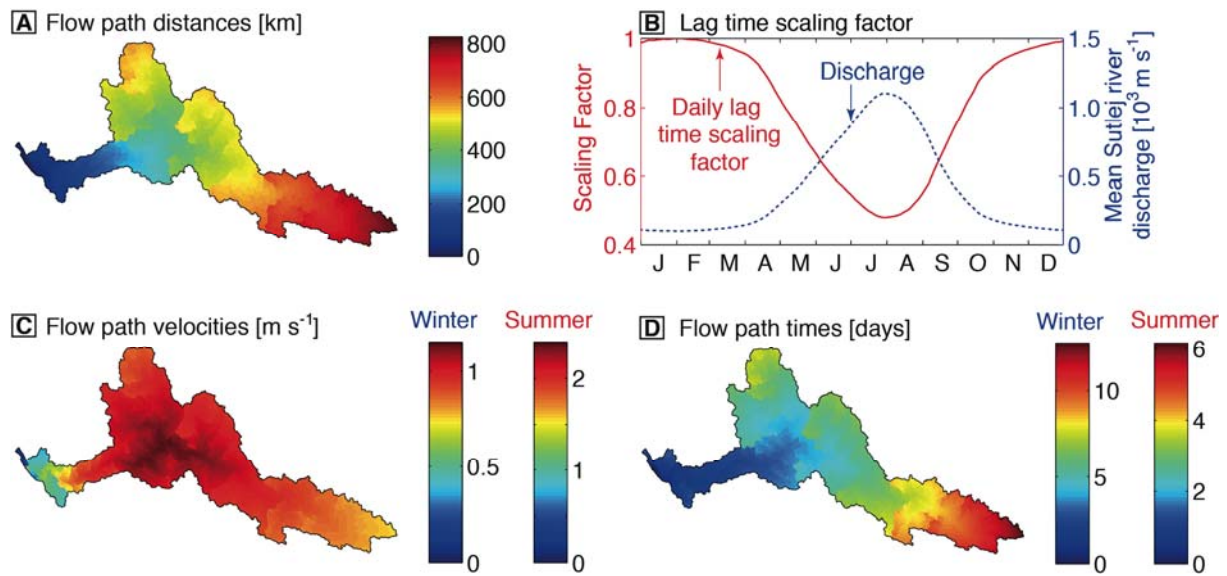 A Flow path distances [km]
800
600
400
200
0
B Lag time scaling factor
1
0.8
0.6
0.4
Scaling Factor
Discharge
Daily lag
time scaling
factor
1.5
1.0
0.5
0
Mean Sutlej river
discharge [10³ m s⁻¹]
J F M A M J J A S O N D
C Flow path velocities [m s⁻¹]
Winter Summer
1
0.5
0
2
1
0
D Flow path times [days]
Winter Summer
10
5
0
6
4
2
0